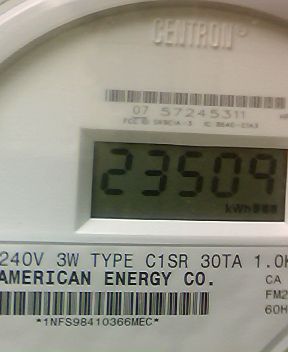 CENTRON®
07 57245311
23509
kWh
240V 3W TYPE C1SR 30TA 1.0K
AMERICAN ENERGY CO.
CA
FM2
60H
*1NFS98410366MEC*